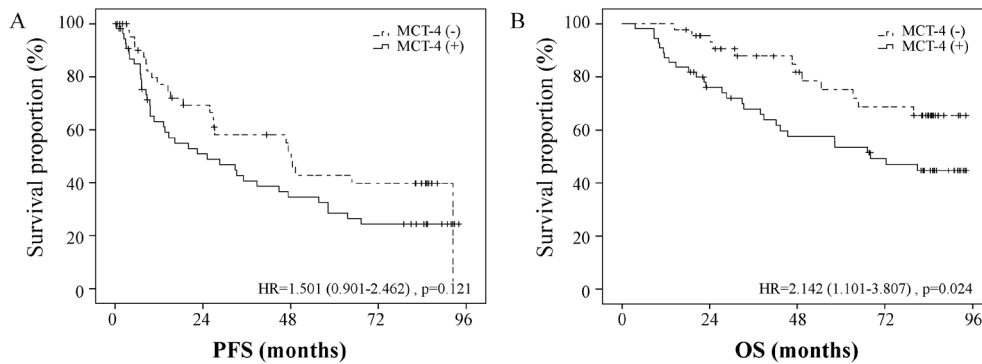 A
Survival proportion (%)
100
80
60
40
20
0
MCT-4 (-)
MCT-4 (+)
HR=1.501 (0.901-2.462) , p=0.121
0 24 48 72 96
PFS (months)
B
Survival proportion (%)
100
80
60
40
20
0
MCT-4 (-)
MCT-4 (+)
HR=2.142 (1.101-3.807) , p=0.024
0 24 48 72 96
OS (months)